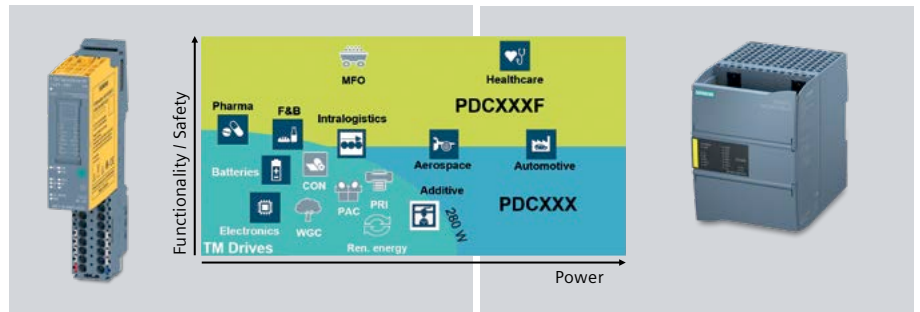 Functionality / Safety
MFO
Healthcare
PDCXXXF
Pharma
F&B
Intralogistics
Aerospace
Automotive
Batteries
CON
PAC
PRI
Additive
PDCXXX
280 W
Electronics
WGC
TM Drives
Ren. energy
Power
SIEMENS